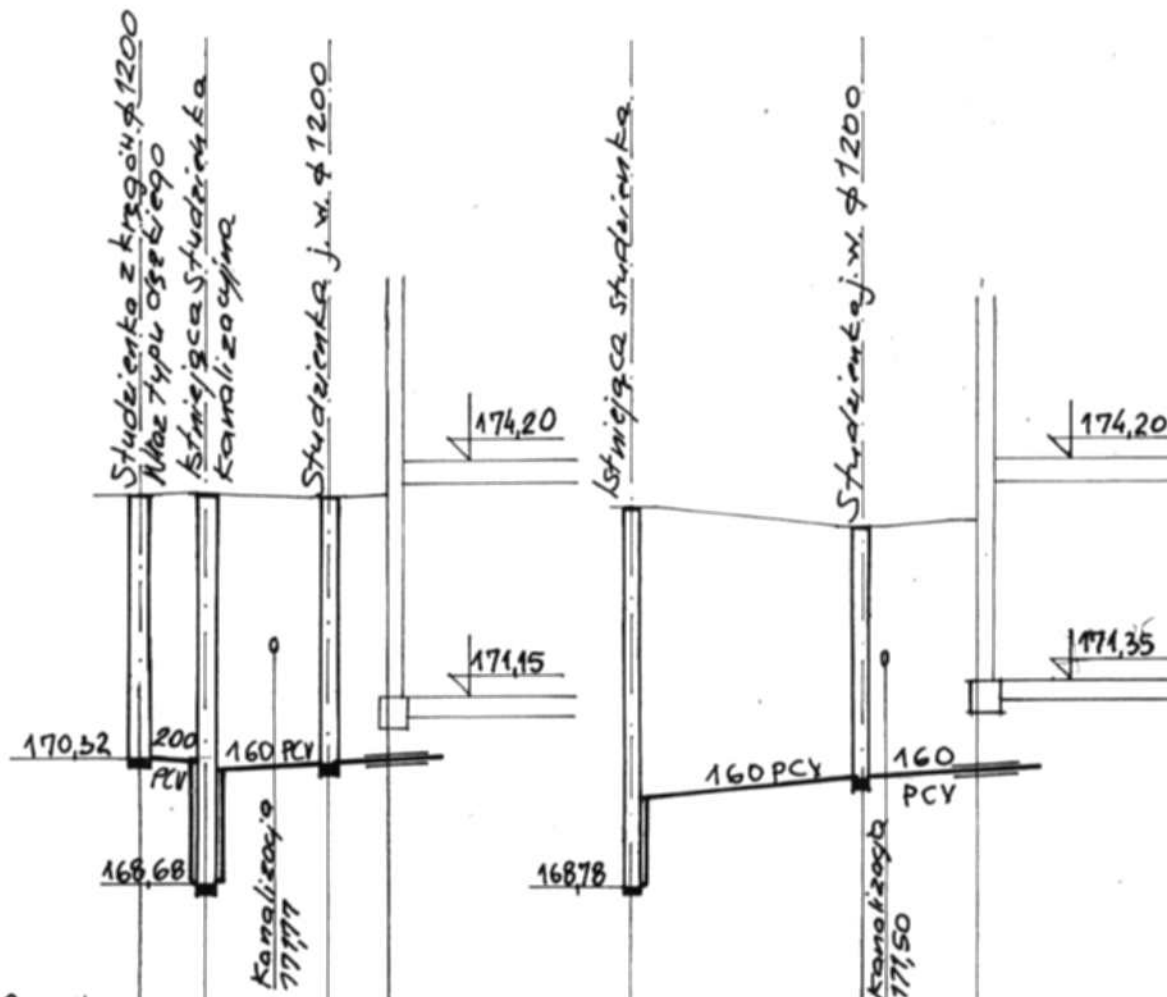 Studzienka z kręgów. ϕ1200
Właz typu ciężkiego
Istniejąca studzienka
kanalizacyjna
Studzienka j.w. ϕ1200
174,20
171,15
170,32
200
PCV
160 PCV
168,68
Kanalizacja
Istniejąca studzienka
Studzienka j.w. ϕ1200
174,20
171,35
160 PCV
160
PCV
168,78
Kanalizacja
171,50